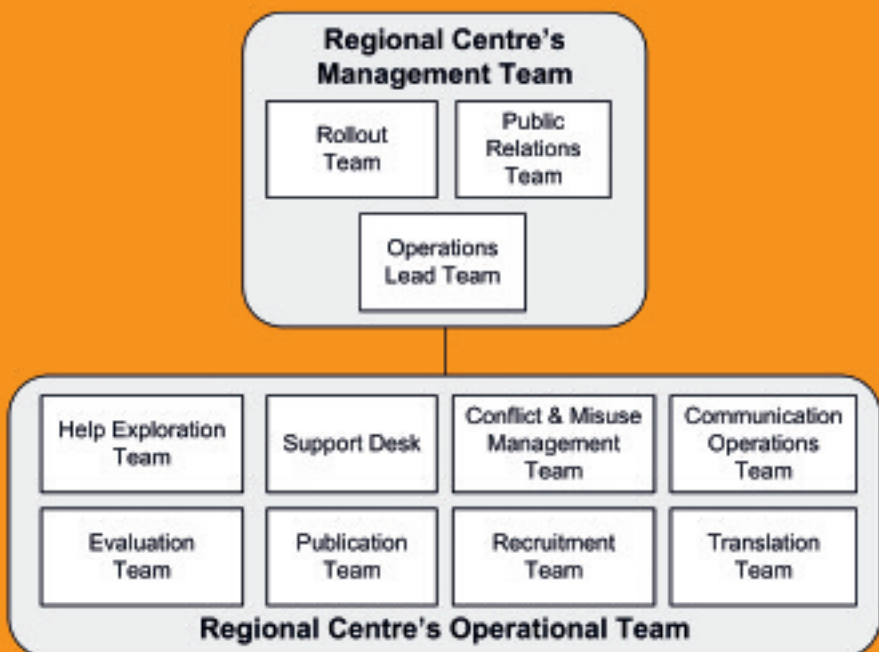 Regional Centre's
Management Team
Rollout
Team
Public
Relations
Team
Operations
Lead Team
Help Exploration
Team
Support Desk
Conflict & Misuse
Management
Team
Communication
Operations
Team
Evaluation
Team
Publication
Team
Recruitment
Team
Translation
Team
Regional Centre's Operational Team